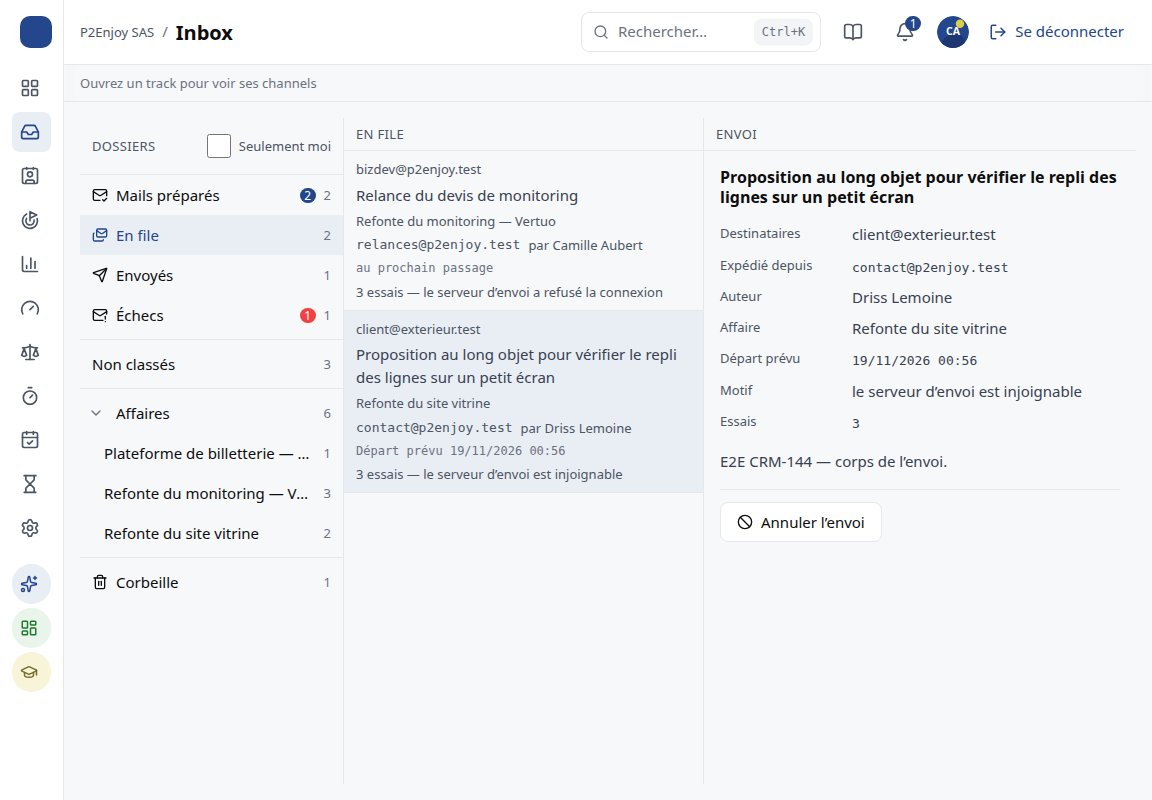 P2Enjoy SAS / Inbox
Rechercher...
Ctrl+K
1
CA
Se déconnecter
Ouvrez un track pour voir ses channels
DOSSIERS
Seulement moi
Mails préparés 2 2
En file 2
Envoyés 1
Échecs 1 1
Non classés 3
Affaires 6
Plateforme de billetterie — ... 1
Refonte du monitoring — V... 3
Refonte du site vitrine 2
Corbeille 1
EN FILE
bizdev@p2enjoy.test
Relance du devis de monitoring
Refonte du monitoring — Vertuo
relances@p2enjoy.test par Camille Aubert
au prochain passage
3 essais — le serveur d’envoi a refusé la connexion
client@exterieur.test
Proposition au long objet pour vérifier le repli
des lignes sur un petit écran
Refonte du site vitrine
contact@p2enjoy.test par Driss Lemoine
Départ prévu 19/11/2026 00:56
3 essais — le serveur d’envoi est injoignable
ENVOI
Proposition au long objet pour vérifier le repli des
lignes sur un petit écran
Destinataires client@exterieur.test
Expédié depuis contact@p2enjoy.test
Auteur Driss Lemoine
Affaire Refonte du site vitrine
Départ prévu 19/11/2026 00:56
Motif le serveur d’envoi est injoignable
Essais 3
E2E CRM-144 — corps de l’envoi.
Annuler l’envoi